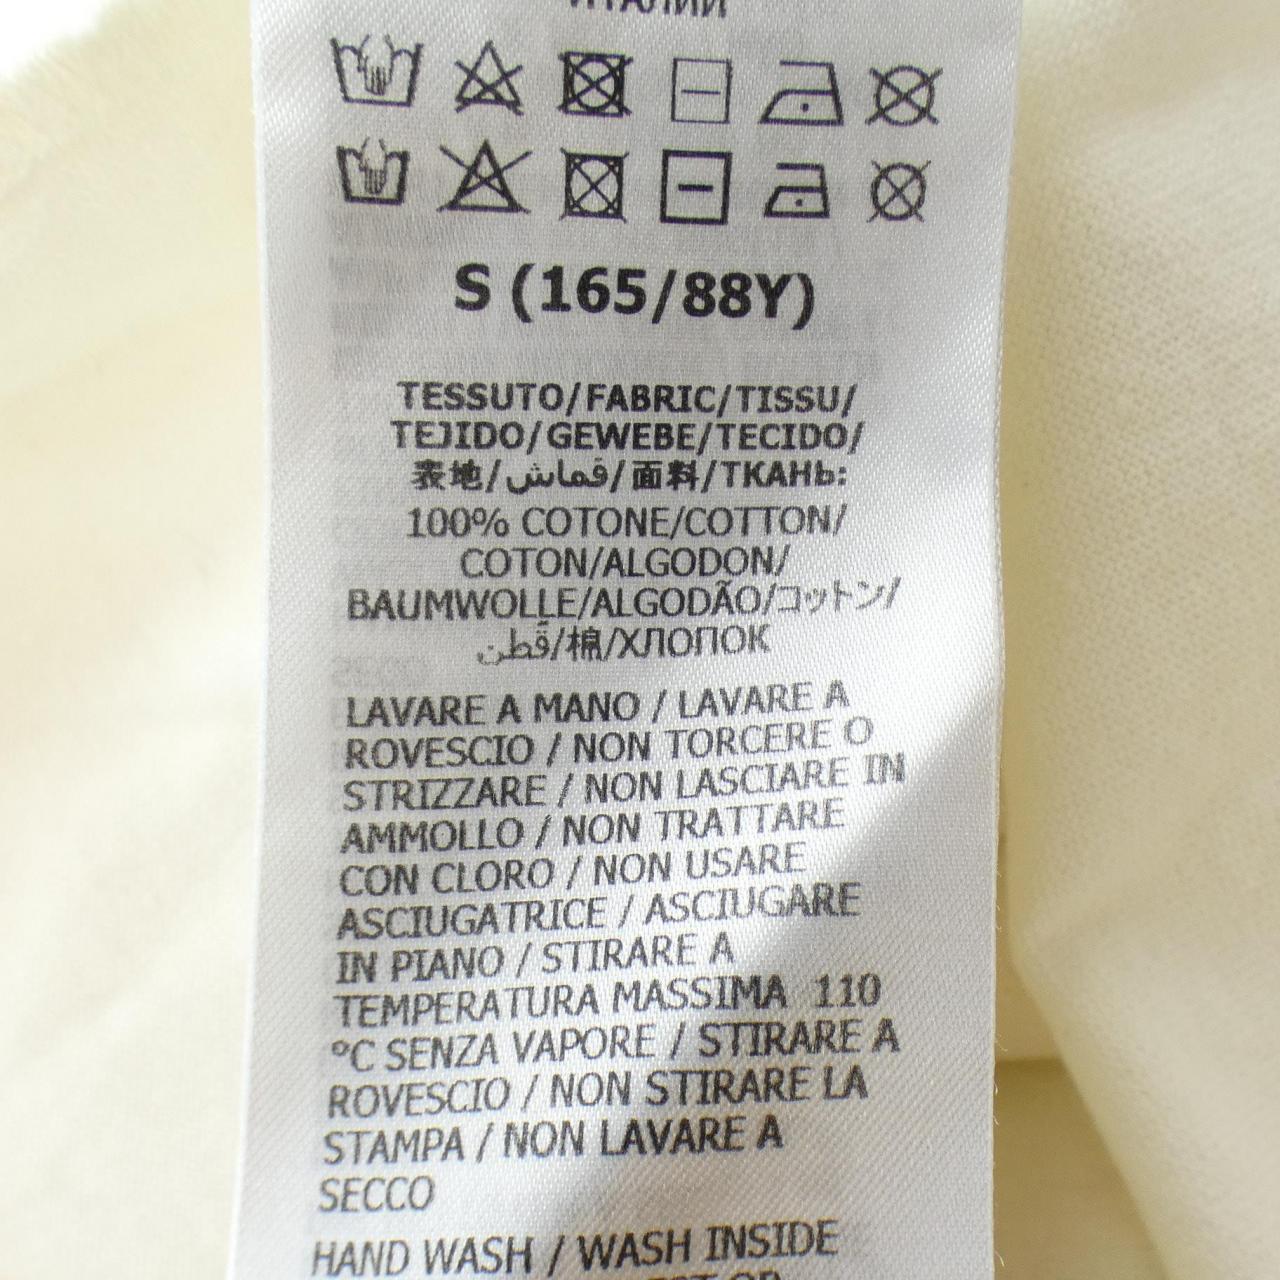 ИТАЛИИ
S (165/88Y)
TESSUTO/FABRIC/TISSU/
TEJIDO/GEWEBE/TECIDO/
表地/قماش/面料/ТКАНЬ:
100% COTONE/COTTON/
COTON/ALGODON/
BAUMWOLLE/ALGODÃO/コットン/
قطن/棉/ХЛОПОК
LAVARE A MANO / LAVARE A
ROVESCIO / NON TORCERE O
STRIZZARE / NON LASCIARE IN
AMMOLLO / NON TRATTARE
CON CLORO / NON USARE
ASCIUGATRICE / ASCIUGARE
IN PIANO / STIRARE A
TEMPERATURA MASSIMA 110
°C SENZA VAPORE / STIRARE A
ROVESCIO / NON STIRARE LA
STAMPA / NON LAVARE A
SECCO
HAND WASH / WASH INSIDE